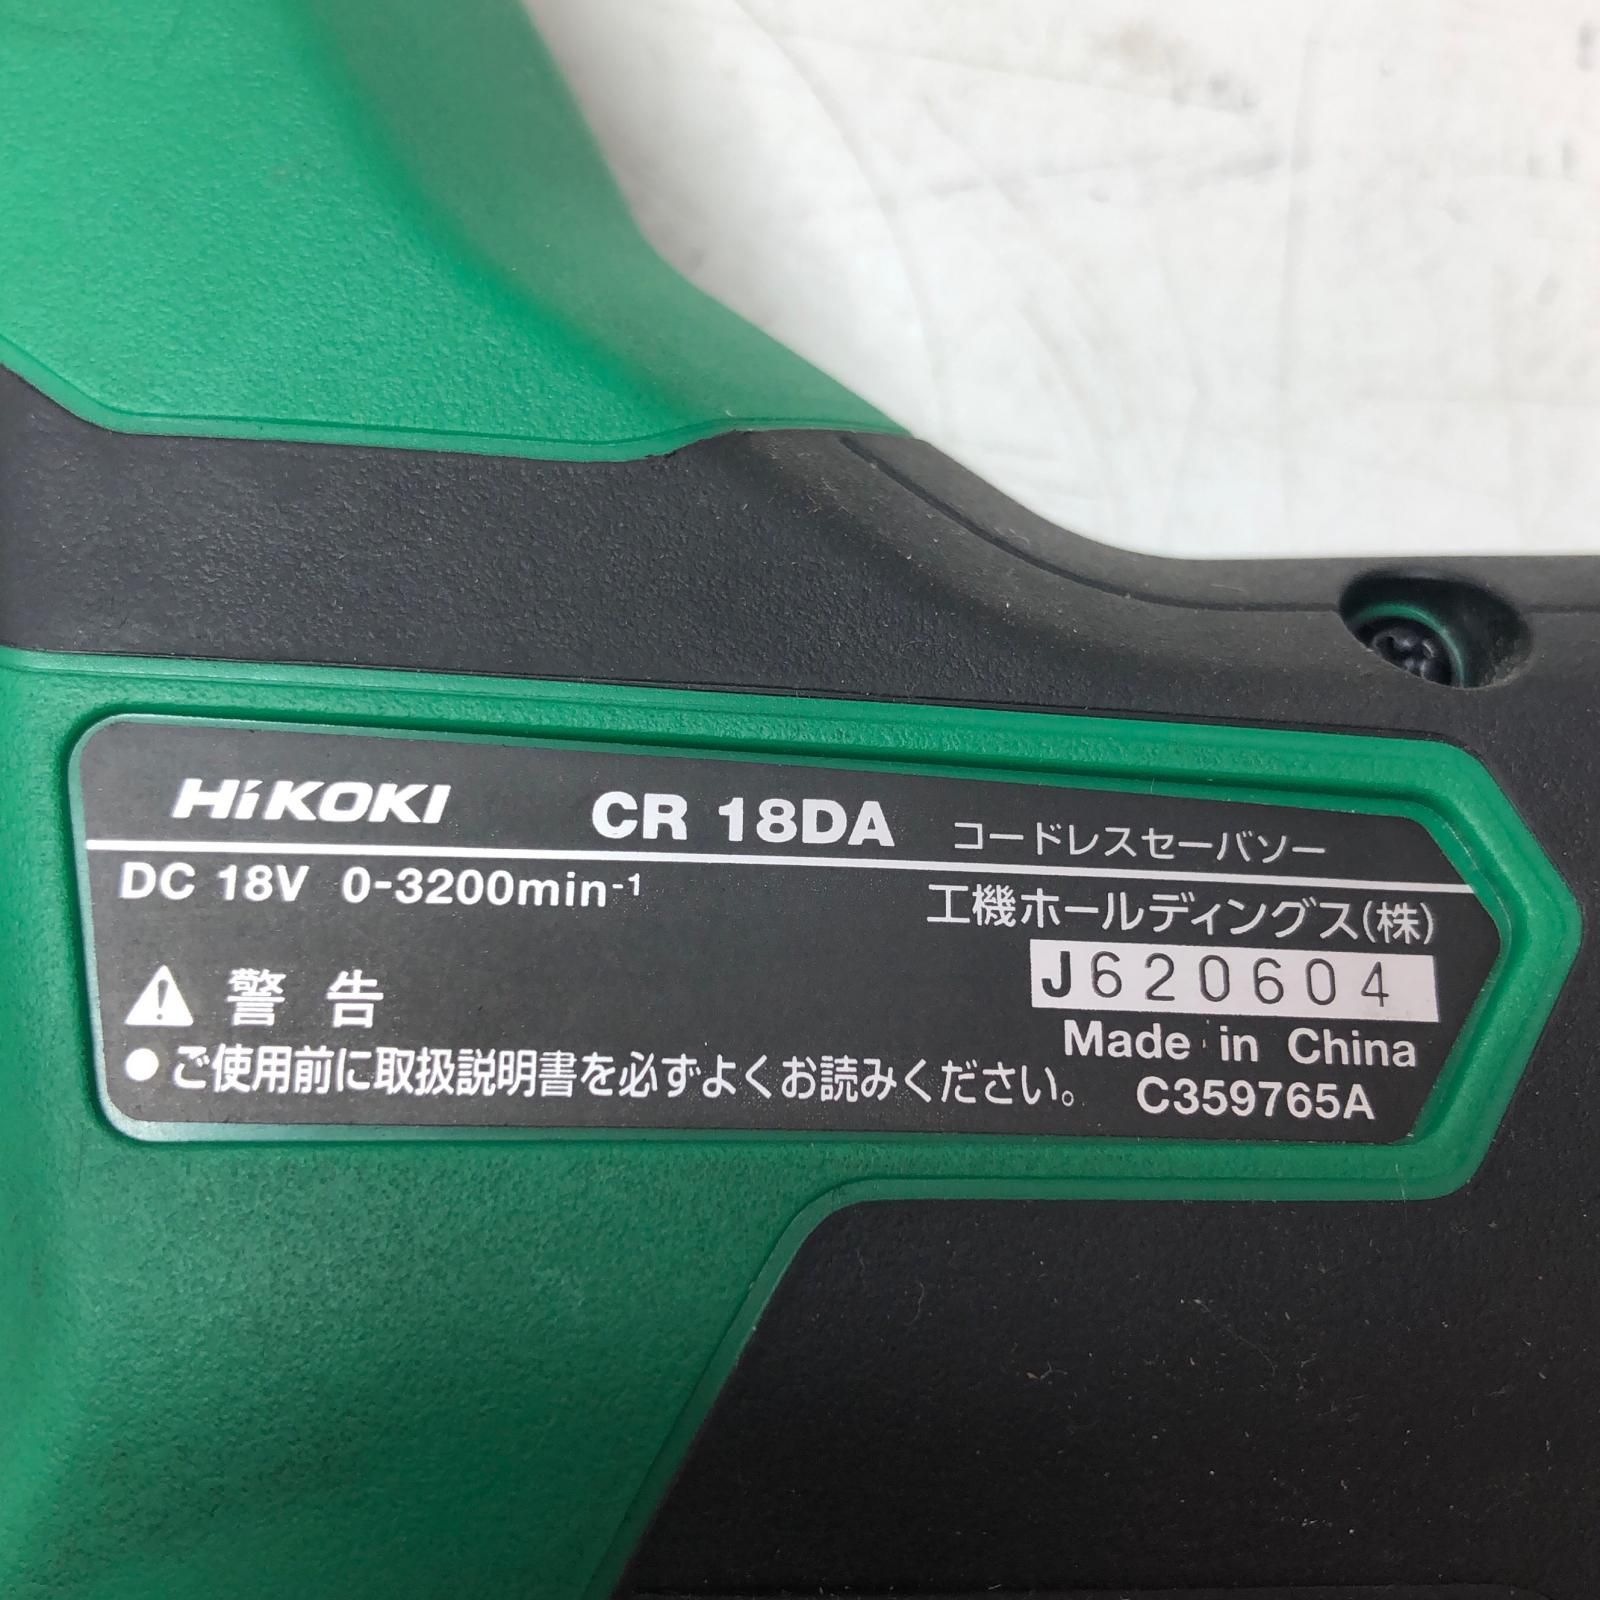 HiKOKI CR 18DA コードレスセーバソー
DC 18V 0-3200min-1 工機ホールディングス(株)
J620604
⚠ 警 告
Made in China
●ご使用前に取扱説明書を必ずよくお読みください。 C359765A